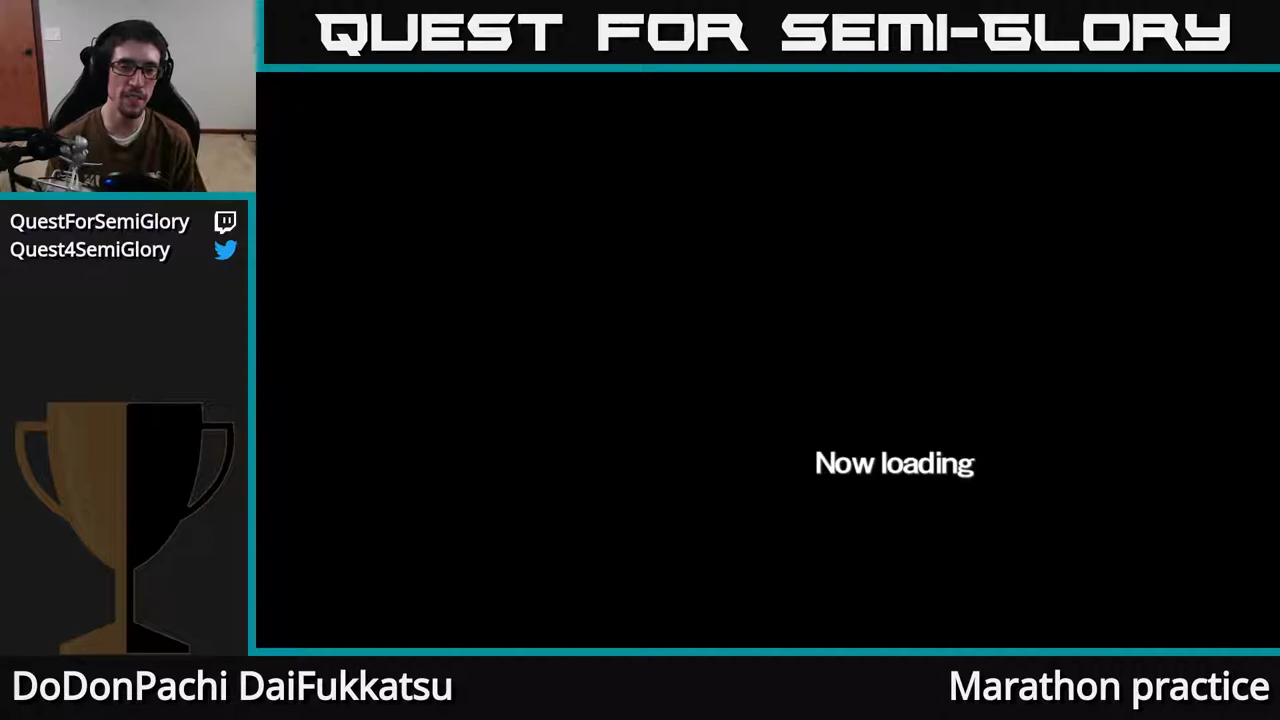 QUEST FOR SEMI-GLORY
QuestForSemiGlory
Quest4SemiGlory
Now loading
DoDonPachi DaiFukkatsu
Marathon practice